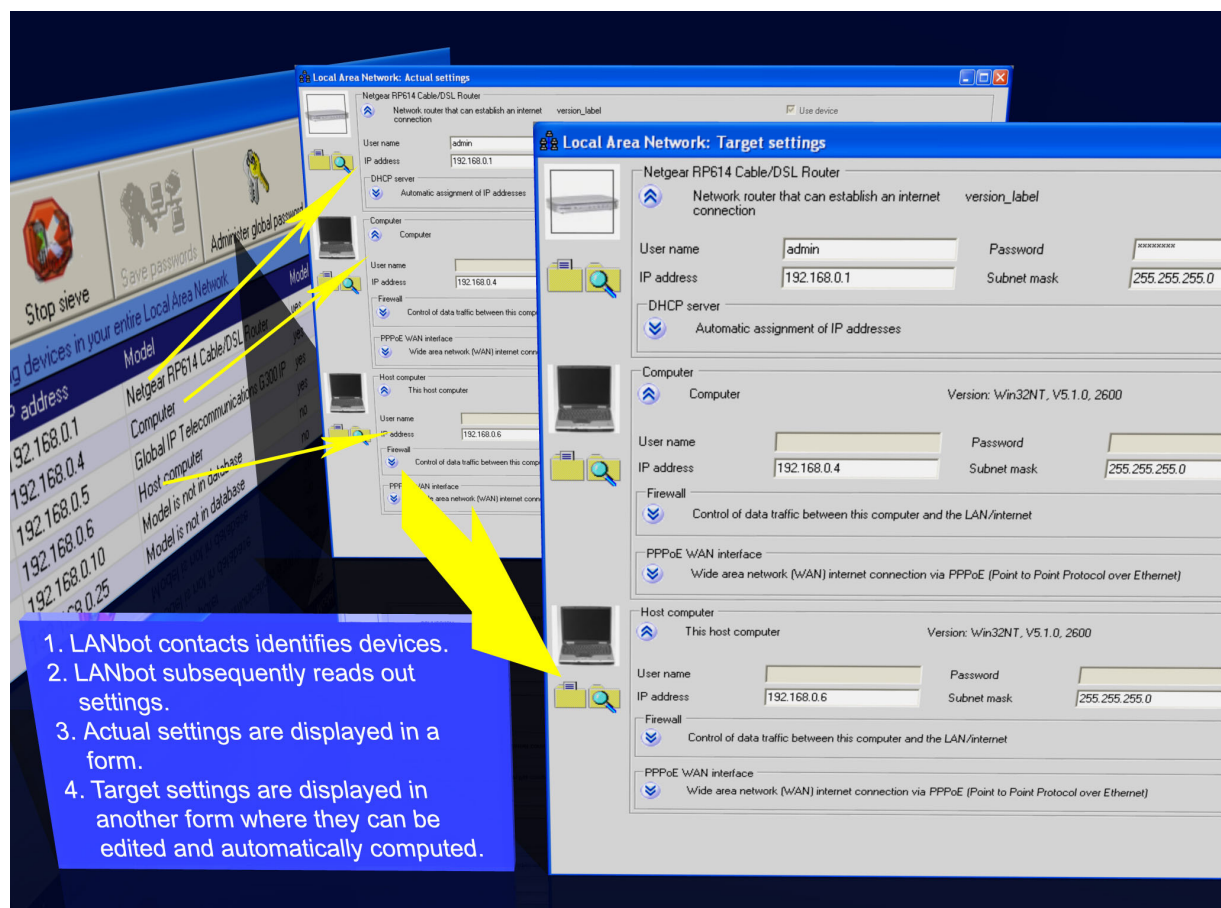 Stop sieve
Save passwords
Administer global password
g devices in your entire Local Area Network
address
Model
192.168.0.1
Netgear RP614 Cable/DSL Router
yes
192.168.0.4
Computer
yes
192.168.0.5
Global IP Telecommunications G300 IP
yes
192.168.0.6
Host computer
no
192.168.0.10
Model is not in database
no
Model is not in database
Local Area Network: Actual settings
Netgear RP614 Cable/DSL Router
Network router that can establish an internet connection
version_label
Use device
User name
admin
IP address
192.168.0.1
DHCP server
Automatic assignment of IP addresses
Computer
Computer
User name
IP address
192.168.0.4
Firewall
Control of data traffic between this comp
PPPoE WAN interface
Wide area network (WAN) internet conn
Host computer
This host computer
User name
IP address
192.168.0.6
Firewall
Control of data traffic between this comp
PPPoE WAN interface
area network (WAN) internet conn
Local Area Network: Target settings
Netgear RP614 Cable/DSL Router
Network router that can establish an internet
connection
version_label
User name
admin
Password
xxxxxxxx
IP address
192.168.0.1
Subnet mask
255.255.255.0
DHCP server
Automatic assignment of IP addresses
Computer
Computer
Version: Win32NT, V5.1.0, 2600
User name
Password
IP address
192.168.0.4
Subnet mask
255.255.255.0
Firewall
Control of data traffic between this computer and the LAN/internet
PPPoE WAN interface
Wide area network (WAN) internet connection via PPPoE (Point to Point Protocol over Ethernet)
Host computer
This host computer
Version: Win32NT, V5.1.0, 2600
User name
Password
IP address
192.168.0.6
Subnet mask
255.255.255.0
Firewall
Control of data traffic between this computer and the LAN/internet
PPPoE WAN interface
Wide area network (WAN) internet connection via PPPoE (Point to Point Protocol over Ethernet)
1. LANbot contacts identifies devices.
2. LANbot subsequently reads out
settings.
3. Actual settings are displayed in a
form.
4. Target settings are displayed in
another form where they can be
edited and automatically computed.